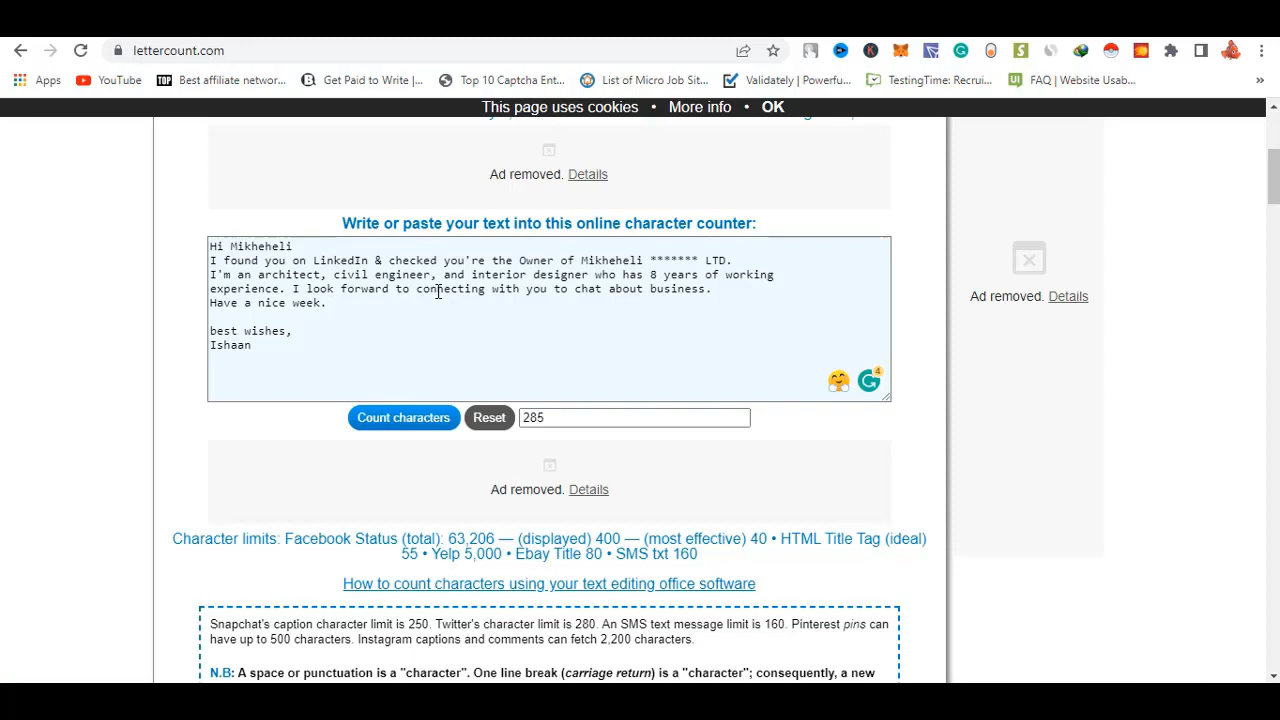 lettercount.com
Apps
YouTube
TOP
Best affiliate networ...
Get Paid to Write |...
Top 10 Captcha Ent...
List of Micro Job Sit...
Validately | Powerfu...
TestingTime: Recrui...
UI
FAQ | Website Usab...
»
This page uses cookies • More info • OK
Ad removed. Details
Write or paste your text into this online character counter:
Hi Mikheheli
I found you on LinkedIn & checked you're the Owner of Mikheheli ******* LTD.
I'm an architect, civil engineer, and interior designer who has 8 years of working
experience. I look forward to connecting with you to chat about business.
Have a nice week.
best wishes,
Ishaan
4
Ad removed. Details
Count characters
Reset
285
Ad removed. Details
Character limits: Facebook Status (total): 63,206 — (displayed) 400 — (most effective) 40 • HTML Title Tag (ideal)
55 • Yelp 5,000 • Ebay Title 80 • SMS txt 160
How to count characters using your text editing office software
Snapchat's caption character limit is 250. Twitter's character limit is 280. An SMS text message limit is 160. Pinterest pins can
have up to 500 characters. Instagram captions and comments can fetch 2,200 characters.
N.B: A space or punctuation is a "character". One line break (carriage return) is a "character"; consequently, a new